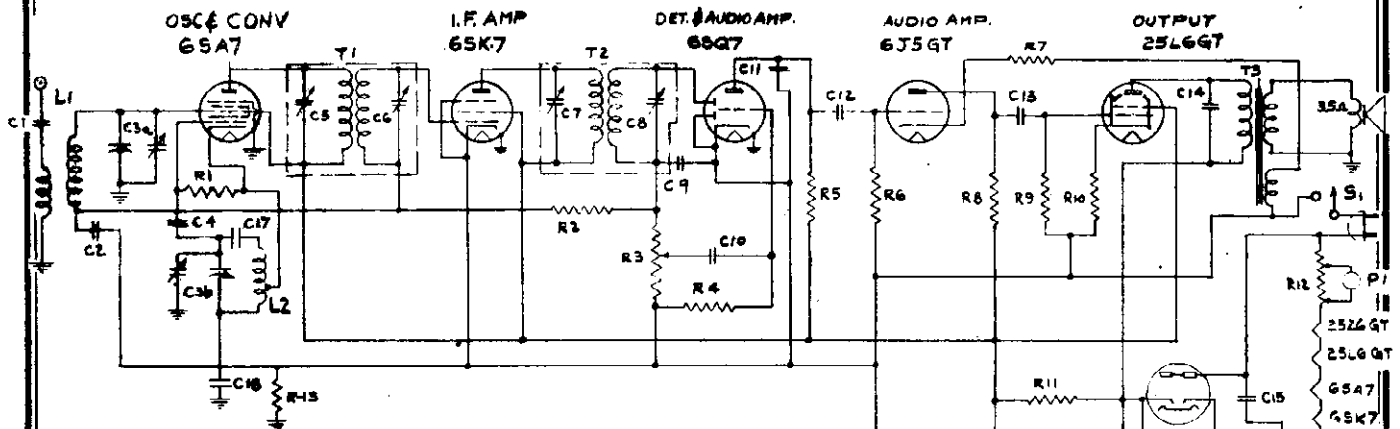 OSC & CONV
6SA7
I.F. AMP
6SK7
DET. & AUDIO AMP.
6SQ7
AUDIO AMP.
6J5GT
OUTPUT
25L6GT
T1
T2
C11
R7
T3
L1
C1
C3a
C5
C6
C7
C8
C12
C13
C14
3.5Ω
R1
C9
R5
R6
R8
R9
R10
S1
C4
C17
R2
C2
R3
C10
C3b
L2
R4
R12
P1
25Z6GT
25L6GT
6SA7
6SK7
C18
R13
R11
C15